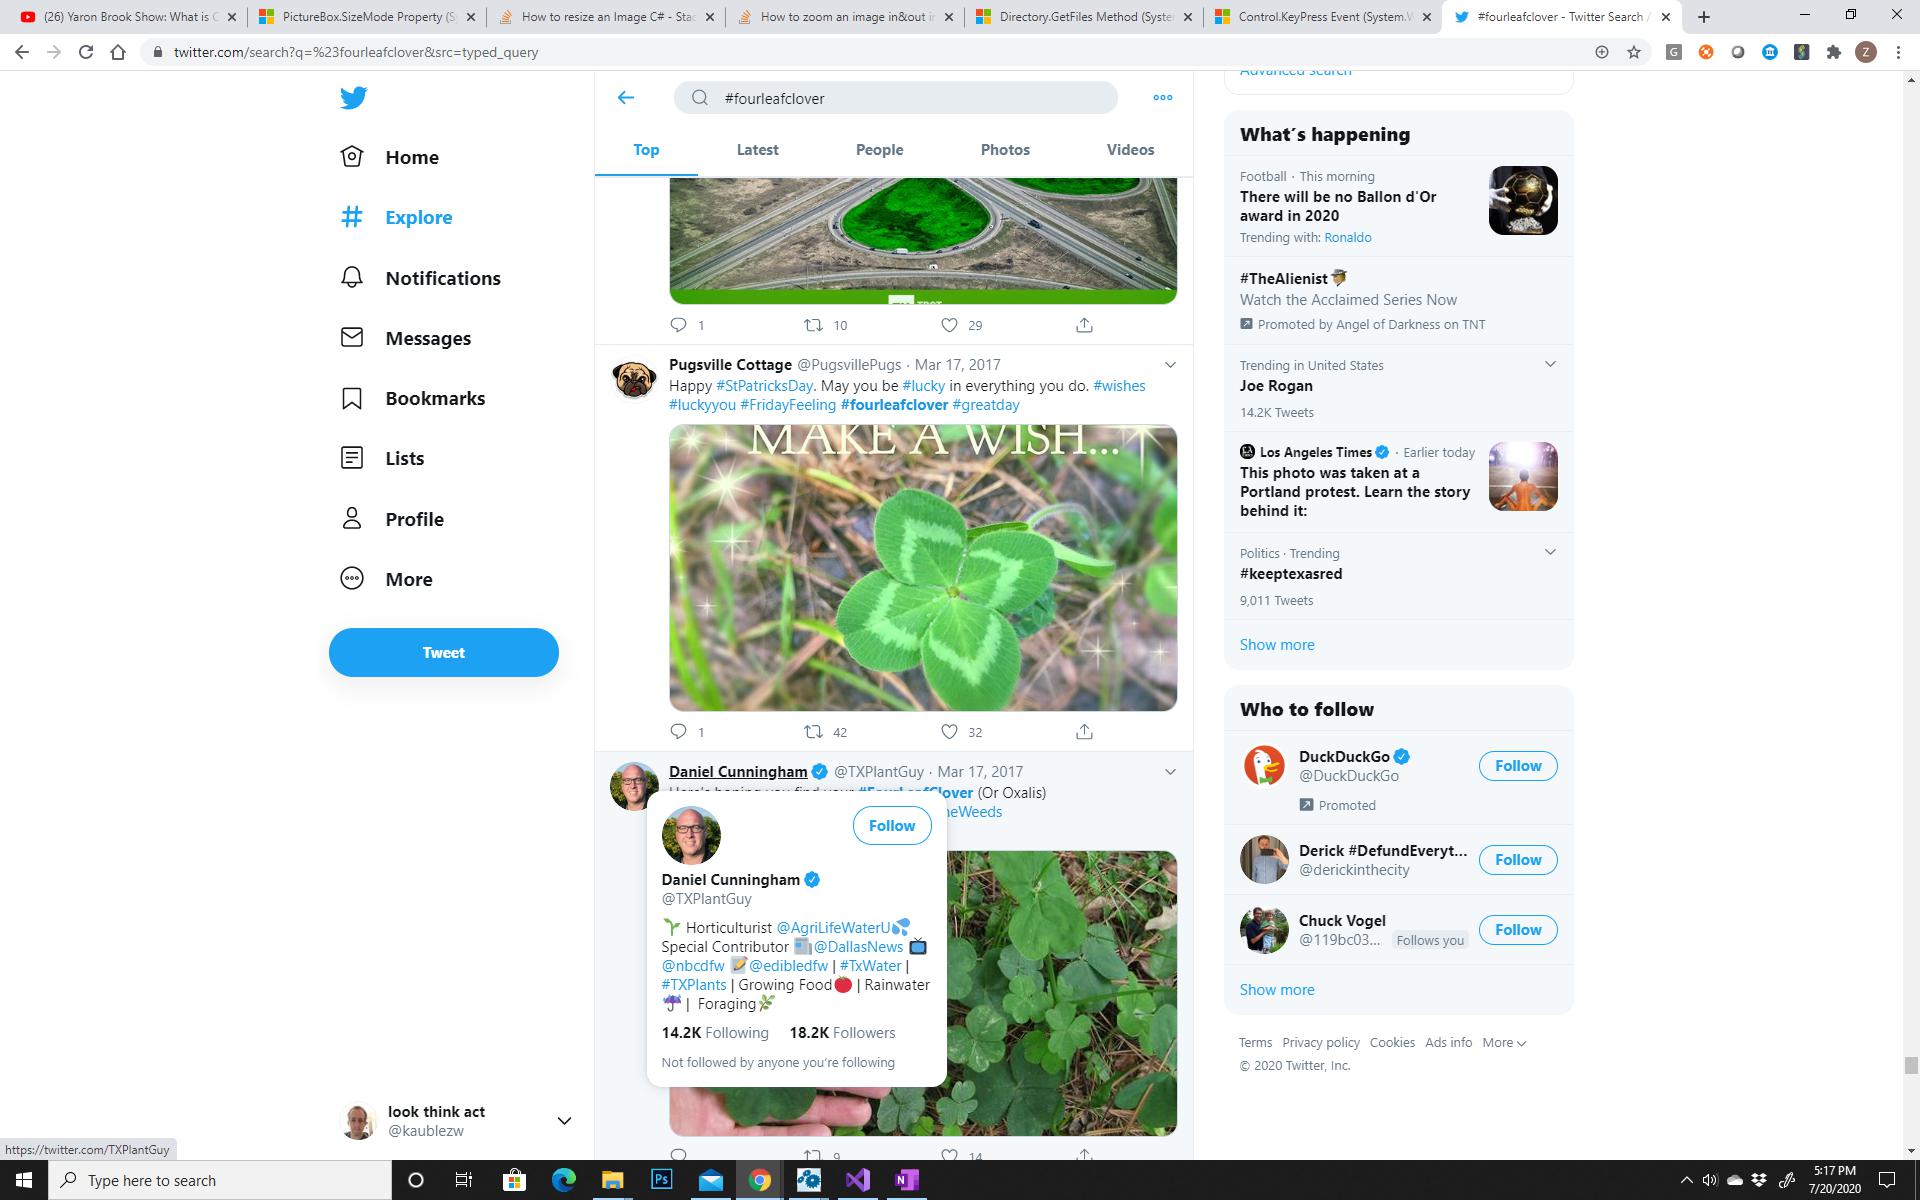 (26) Yaron Brook Show: What is C
PictureBox.SizeMode Property (S
How to resize an Image C# - Stac
How to zoom an image in&out i
Directory.GetFiles Method (Syste
Control.KeyPress Event (System.W
#fourleafclover - Twitter Search /
twitter.com/search?q=%23fourleafclover&src=typed_query
Z
Home
Explore
Notifications
Messages
Bookmarks
Lists
Profile
More
Tweet
look think act
@kaublezw
https://twitter.com/TXPlantGuy
#fourleafclover
Top
Latest
People
Photos
Videos
1 10 29
Pugsville Cottage @PugsvillePugs · Mar 17, 2017
Happy #StPatricksDay. May you be #lucky in everything you do. #wishes
#luckyyou #FridayFeeling #fourleafclover #greatday
MAKE A WISH...
1 42 32
Daniel Cunningham @TXPlantGuy · Mar 17, 2017
Here's hoping you find your #FourLeafClover (Or Oxalis)
neWeeds
Follow
Daniel Cunningham
@TXPlantGuy
Horticulturist @AgriLifeWaterU
Special Contributor @DallasNews
@nbcdfw @edibledfw | #TxWater |
#TXPlants | Growing Food | Rainwater
| Foraging
14.2K Following 18.2K Followers
Not followed by anyone you're following
9 14
Advanced search
What's happening
Football · This morning
There will be no Ballon d'Or
award in 2020
Trending with: Ronaldo
#TheAlienist
Watch the Acclaimed Series Now
Promoted by Angel of Darkness on TNT
Trending in United States
Joe Rogan
14.2K Tweets
Los Angeles Times · Earlier today
This photo was taken at a
Portland protest. Learn the story
behind it:
Politics · Trending
#keeptexasred
9,011 Tweets
Show more
Who to follow
DuckDuckGo
@DuckDuckGo
Follow
Promoted
Derick #DefundEveryt...
@derickinthecity
Follow
Chuck Vogel
@119bc03... Follows you
Follow
Show more
Terms Privacy policy Cookies Ads info More
© 2020 Twitter, Inc.
Type here to search
Ps
5:17 PM
7/20/2020